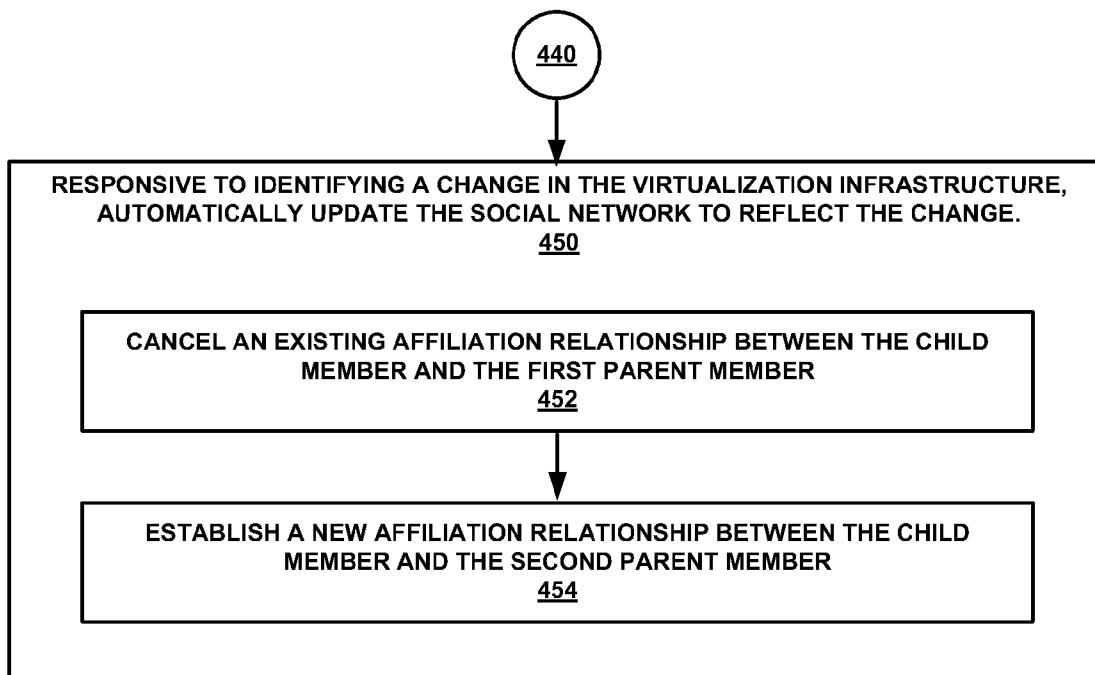 440
RESPONSIVE TO IDENTIFYING A CHANGE IN THE VIRTUALIZATION INFRASTRUCTURE,
AUTOMATICALLY UPDATE THE SOCIAL NETWORK TO REFLECT THE CHANGE.
450
CANCEL AN EXISTING AFFILIATION RELATIONSHIP BETWEEN THE CHILD
MEMBER AND THE FIRST PARENT MEMBER
452
ESTABLISH A NEW AFFILIATION RELATIONSHIP BETWEEN THE CHILD
MEMBER AND THE SECOND PARENT MEMBER
454